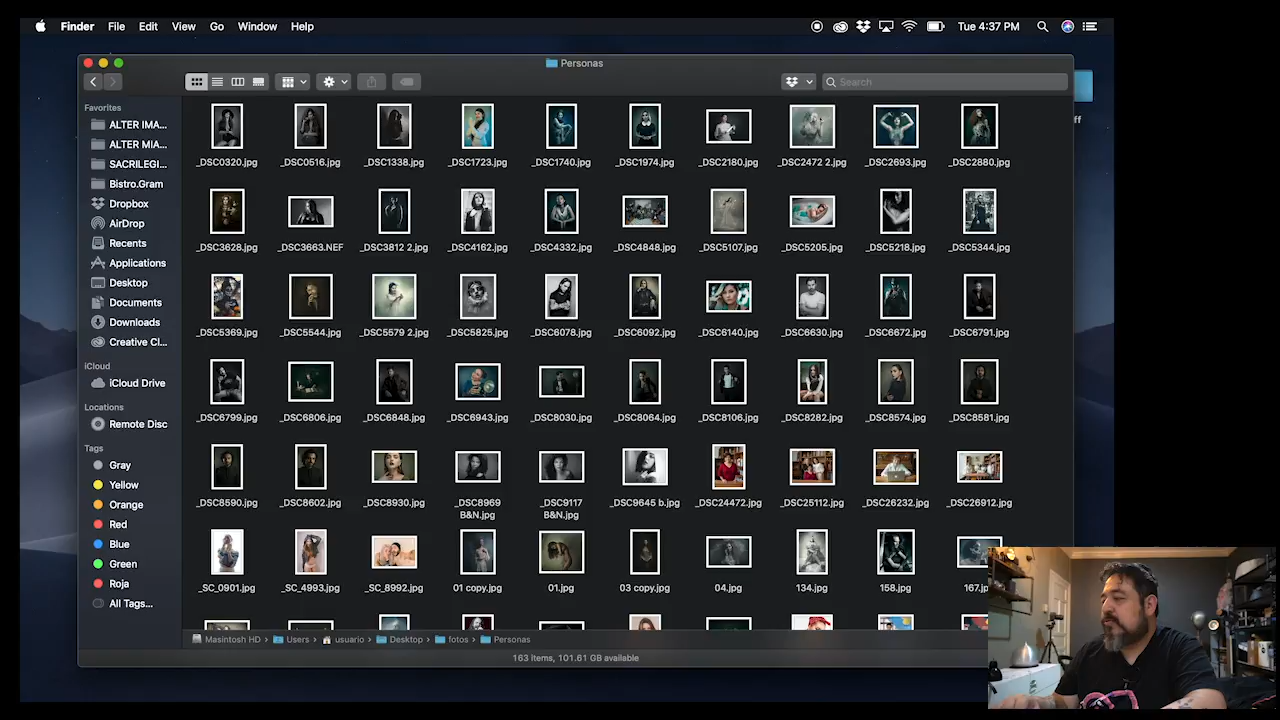 Finder File Edit View Go Window Help Tue 4:37 PM
Personas
Search
Favorites
ALTER IMA...
ALTER MIA...
SACRILEGI...
Bistro.Gram
Dropbox
AirDrop
Recents
Applications
Desktop
Documents
Downloads
Creative Cl...
iCloud
iCloud Drive
Locations
Remote Disc
Tags
Gray
Yellow
Orange
Red
Blue
Green
Roja
All Tags...
_DSC0320.jpg _DSC0516.jpg _DSC1338.jpg _DSC1723.jpg _DSC1740.jpg _DSC1974.jpg _DSC2180.jpg _DSC2472 2.jpg _DSC2693.jpg _DSC2880.jpg
_DSC3628.jpg _DSC3663.NEF _DSC3812 2.jpg _DSC4162.jpg _DSC4332.jpg _DSC4848.jpg _DSC5107.jpg _DSC5205.jpg _DSC5218.jpg _DSC5344.jpg
_DSC5369.jpg _DSC5544.jpg _DSC5579 2.jpg _DSC5825.jpg _DSC6078.jpg _DSC6092.jpg _DSC6140.jpg _DSC6630.jpg _DSC6672.jpg _DSC6791.jpg
_DSC6799.jpg _DSC6806.jpg _DSC6848.jpg _DSC6943.jpg _DSC8030.jpg _DSC8064.jpg _DSC8106.jpg _DSC8282.jpg _DSC8574.jpg _DSC8581.jpg
_DSC8590.jpg _DSC8602.jpg _DSC8930.jpg _DSC8969 _DSC9117 _DSC9645 b.jpg _DSC24472.jpg _DSC25112.jpg _DSC26232.jpg _DSC26912.jpg
B&N.jpg B&N.jpg
_SC_0901.jpg _SC_4993.jpg _SC_8992.jpg 01 copy.jpg 01.jpg 03 copy.jpg 04.jpg 134.jpg 158.jpg 167.jp
Macintosh HD › Users › usuario › Desktop › fotos › Personas
163 items, 101.61 GB available
ff